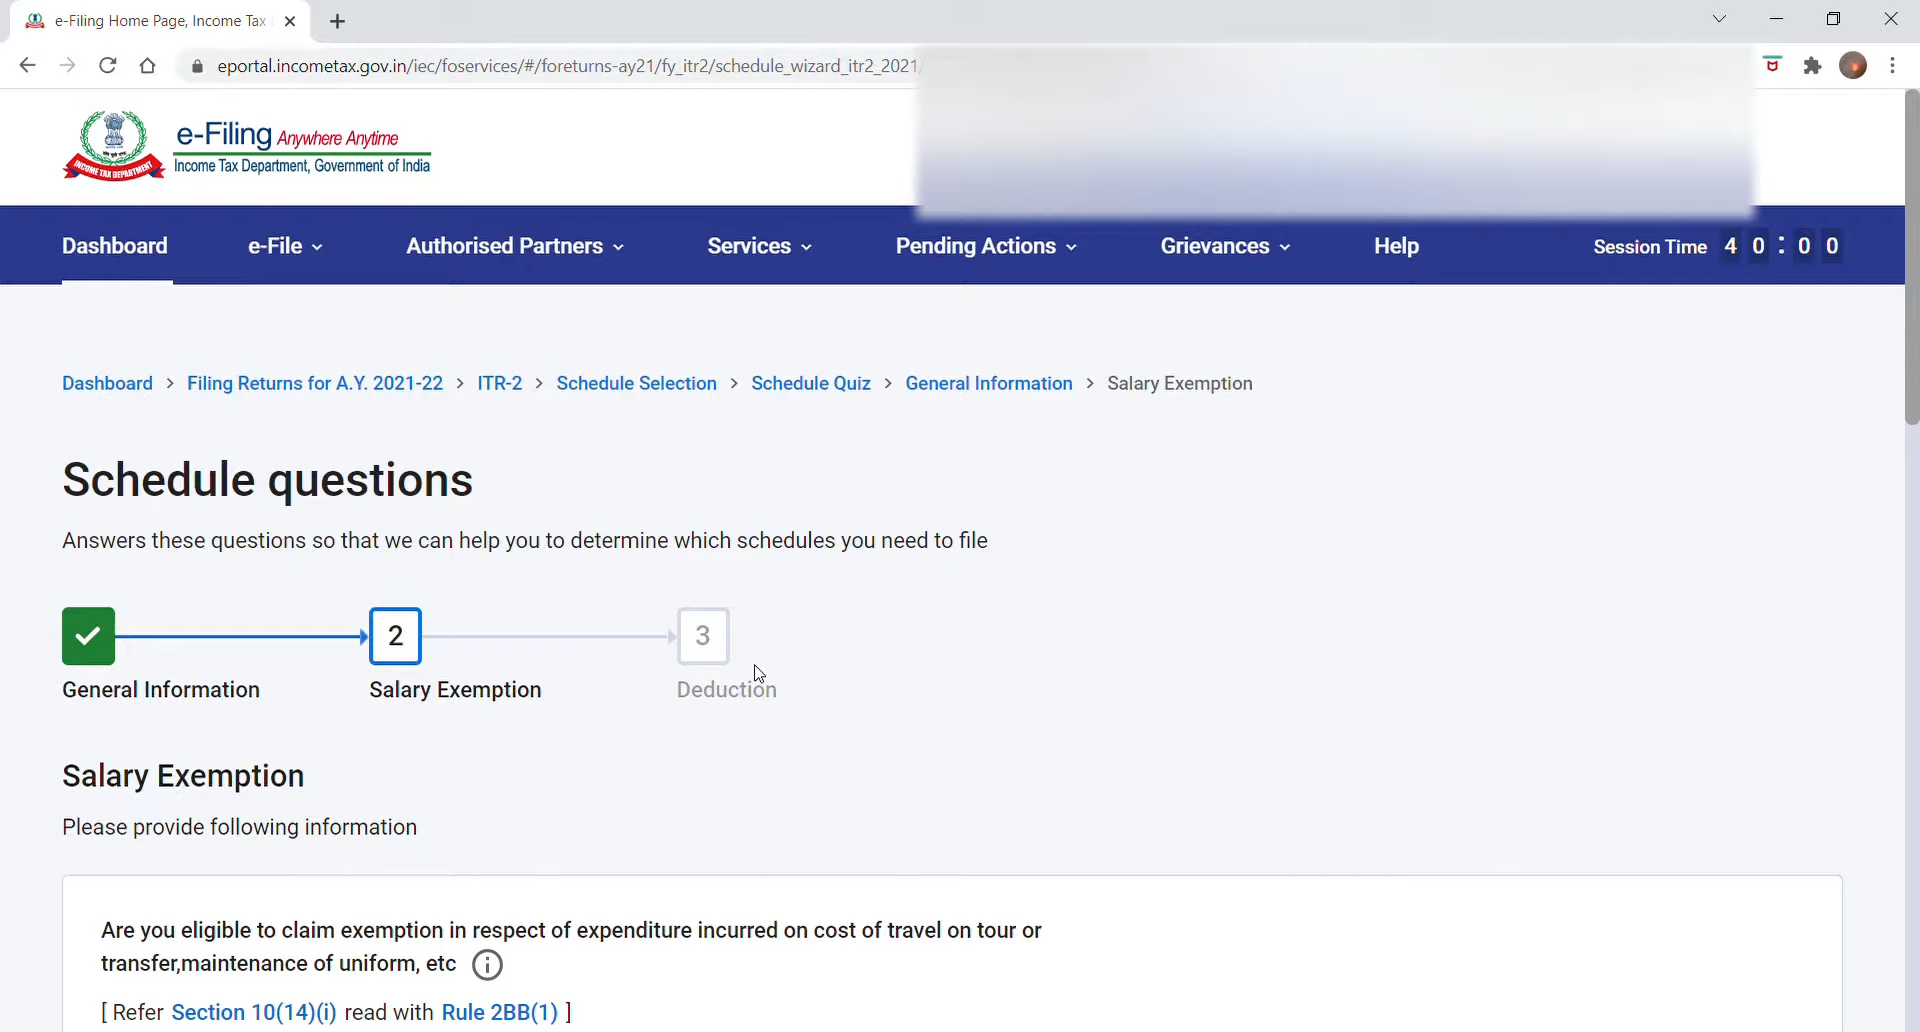 e-Filing Home Page, Income Tax
eportal.incometax.gov.in/iec/foservices/#/foreturns-ay21/fy_itr2/schedule_wizard_itr2_2021/
e-Filing Anywhere Anytime
Income Tax Department, Government of India
INCOME TAX DEPARTMENT
Dashboard e-File Authorised Partners Services Pending Actions Grievances Help Session Time 4 0 : 0 0
Dashboard > Filing Returns for A.Y. 2021-22 > ITR-2 > Schedule Selection > Schedule Quiz > General Information > Salary Exemption
Schedule questions
Answers these questions so that we can help you to determine which schedules you need to file
2 3
General Information Salary Exemption Deduction
Salary Exemption
Please provide following information
Are you eligible to claim exemption in respect of expenditure incurred on cost of travel on tour or
transfer,maintenance of uniform, etc
[ Refer Section 10(14)(i) read with Rule 2BB(1) ]